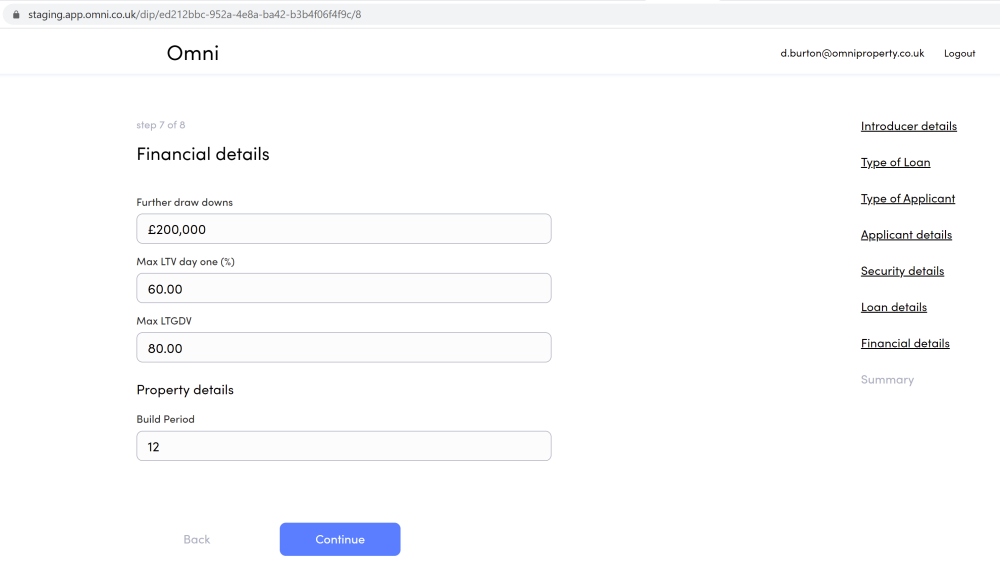 staging.app.omni.co.uk/dip/ed212bbc-952a-4e8a-ba42-b3b4f06f4f9c/8
Omni
d.burton@omniproperty.co.uk Logout
step 7 of 8
Financial details
Further draw downs
£200,000
Max LTV day one (%)
60.00
Max LTGDV
80.00
Property details
Build Period
12
Back Continue
Introducer details
Type of Loan
Type of Applicant
Applicant details
Security details
Loan details
Financial details
Summary